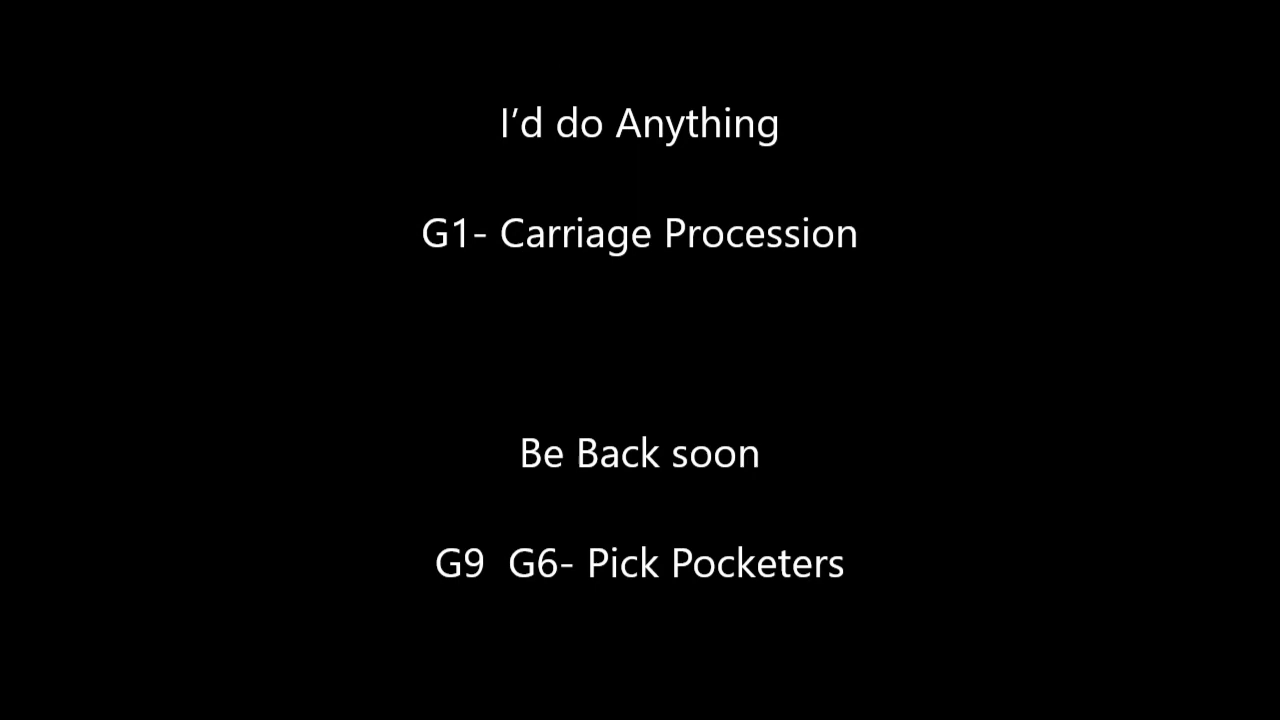 I’d do Anything
G1- Carriage Procession
Be Back soon
G9  G6- Pick Pocketers